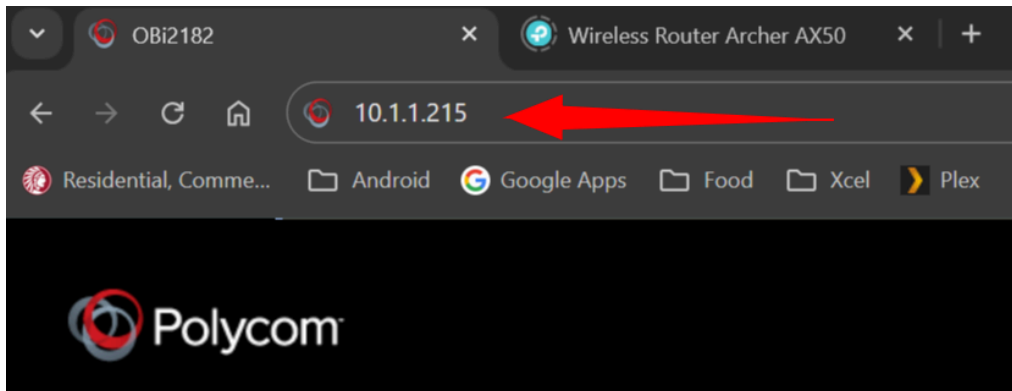 OBi2182 Wireless Router Archer AX50
10.1.1.215
Residential, Comme... Android Google Apps Food Xcel Plex
Polycom